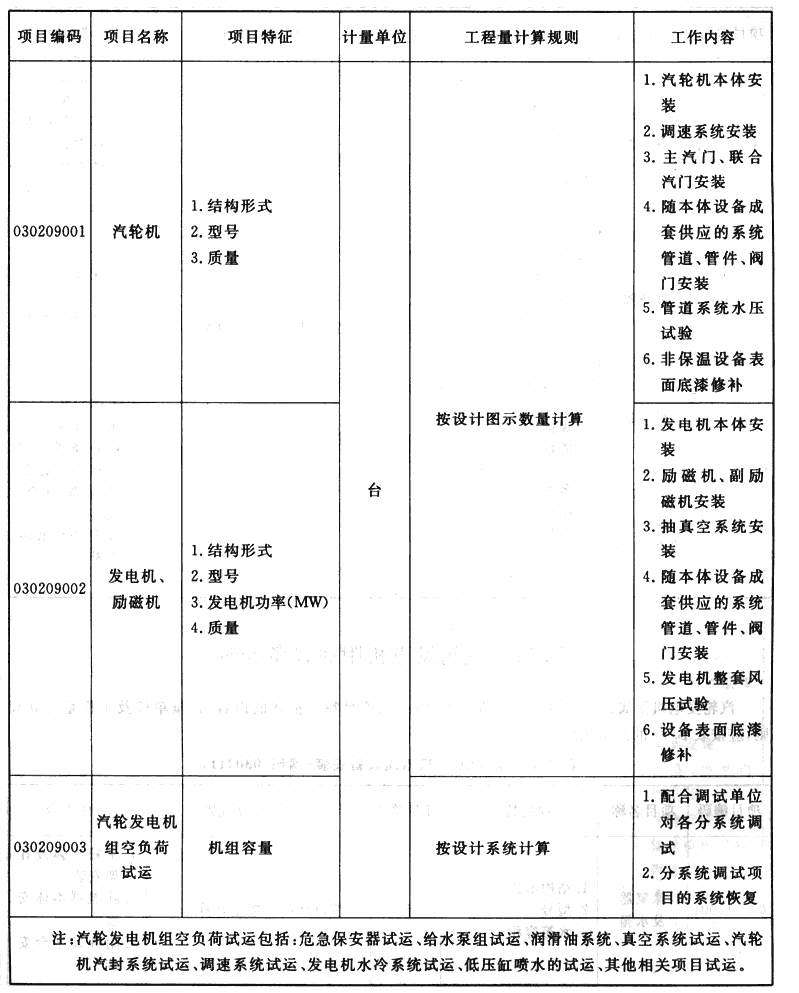 项目编码 项目名称 项目特征 计量单位 工程量计算规则 工作内容
030209001
汽轮机
1. 结构形式
2. 型号
3. 质量
1. 汽轮机本体安
装
2. 调速系统安装
3. 主汽门、联合
汽门安装
4. 随本体设备成
套供应的系统
管道、管件、阀
门安装
5. 管道系统水压
试验
6. 非保温设备表
面底漆修补
台
按设计图示数量计算
030209002
发电机、
励磁机
1. 结构形式
2. 型号
3. 发电机功率(MW)
4. 质量
1. 发电机本体安
装
2. 励磁机、副励
磁机安装
3. 抽真空系统安
装
4. 随本体设备成
套供应的系统
管道、管件、阀
门安装
5. 发电机整套风
压试验
6. 设备表面底漆
修补
030209003
汽轮发电机
组空负荷
试运
机组容量
按设计系统计算
1. 配合调试单位
对各分系统调
试
2. 分系统调试项
目的系统恢复
注:汽轮发电机组空负荷试运包括:危急保安器试运、给水泵组试运、润滑油系统、真空系统试运、汽轮
机汽封系统试运、调速系统试运、发电机水冷系统试运、低压缸喷水的试运、其他相关项目试运。